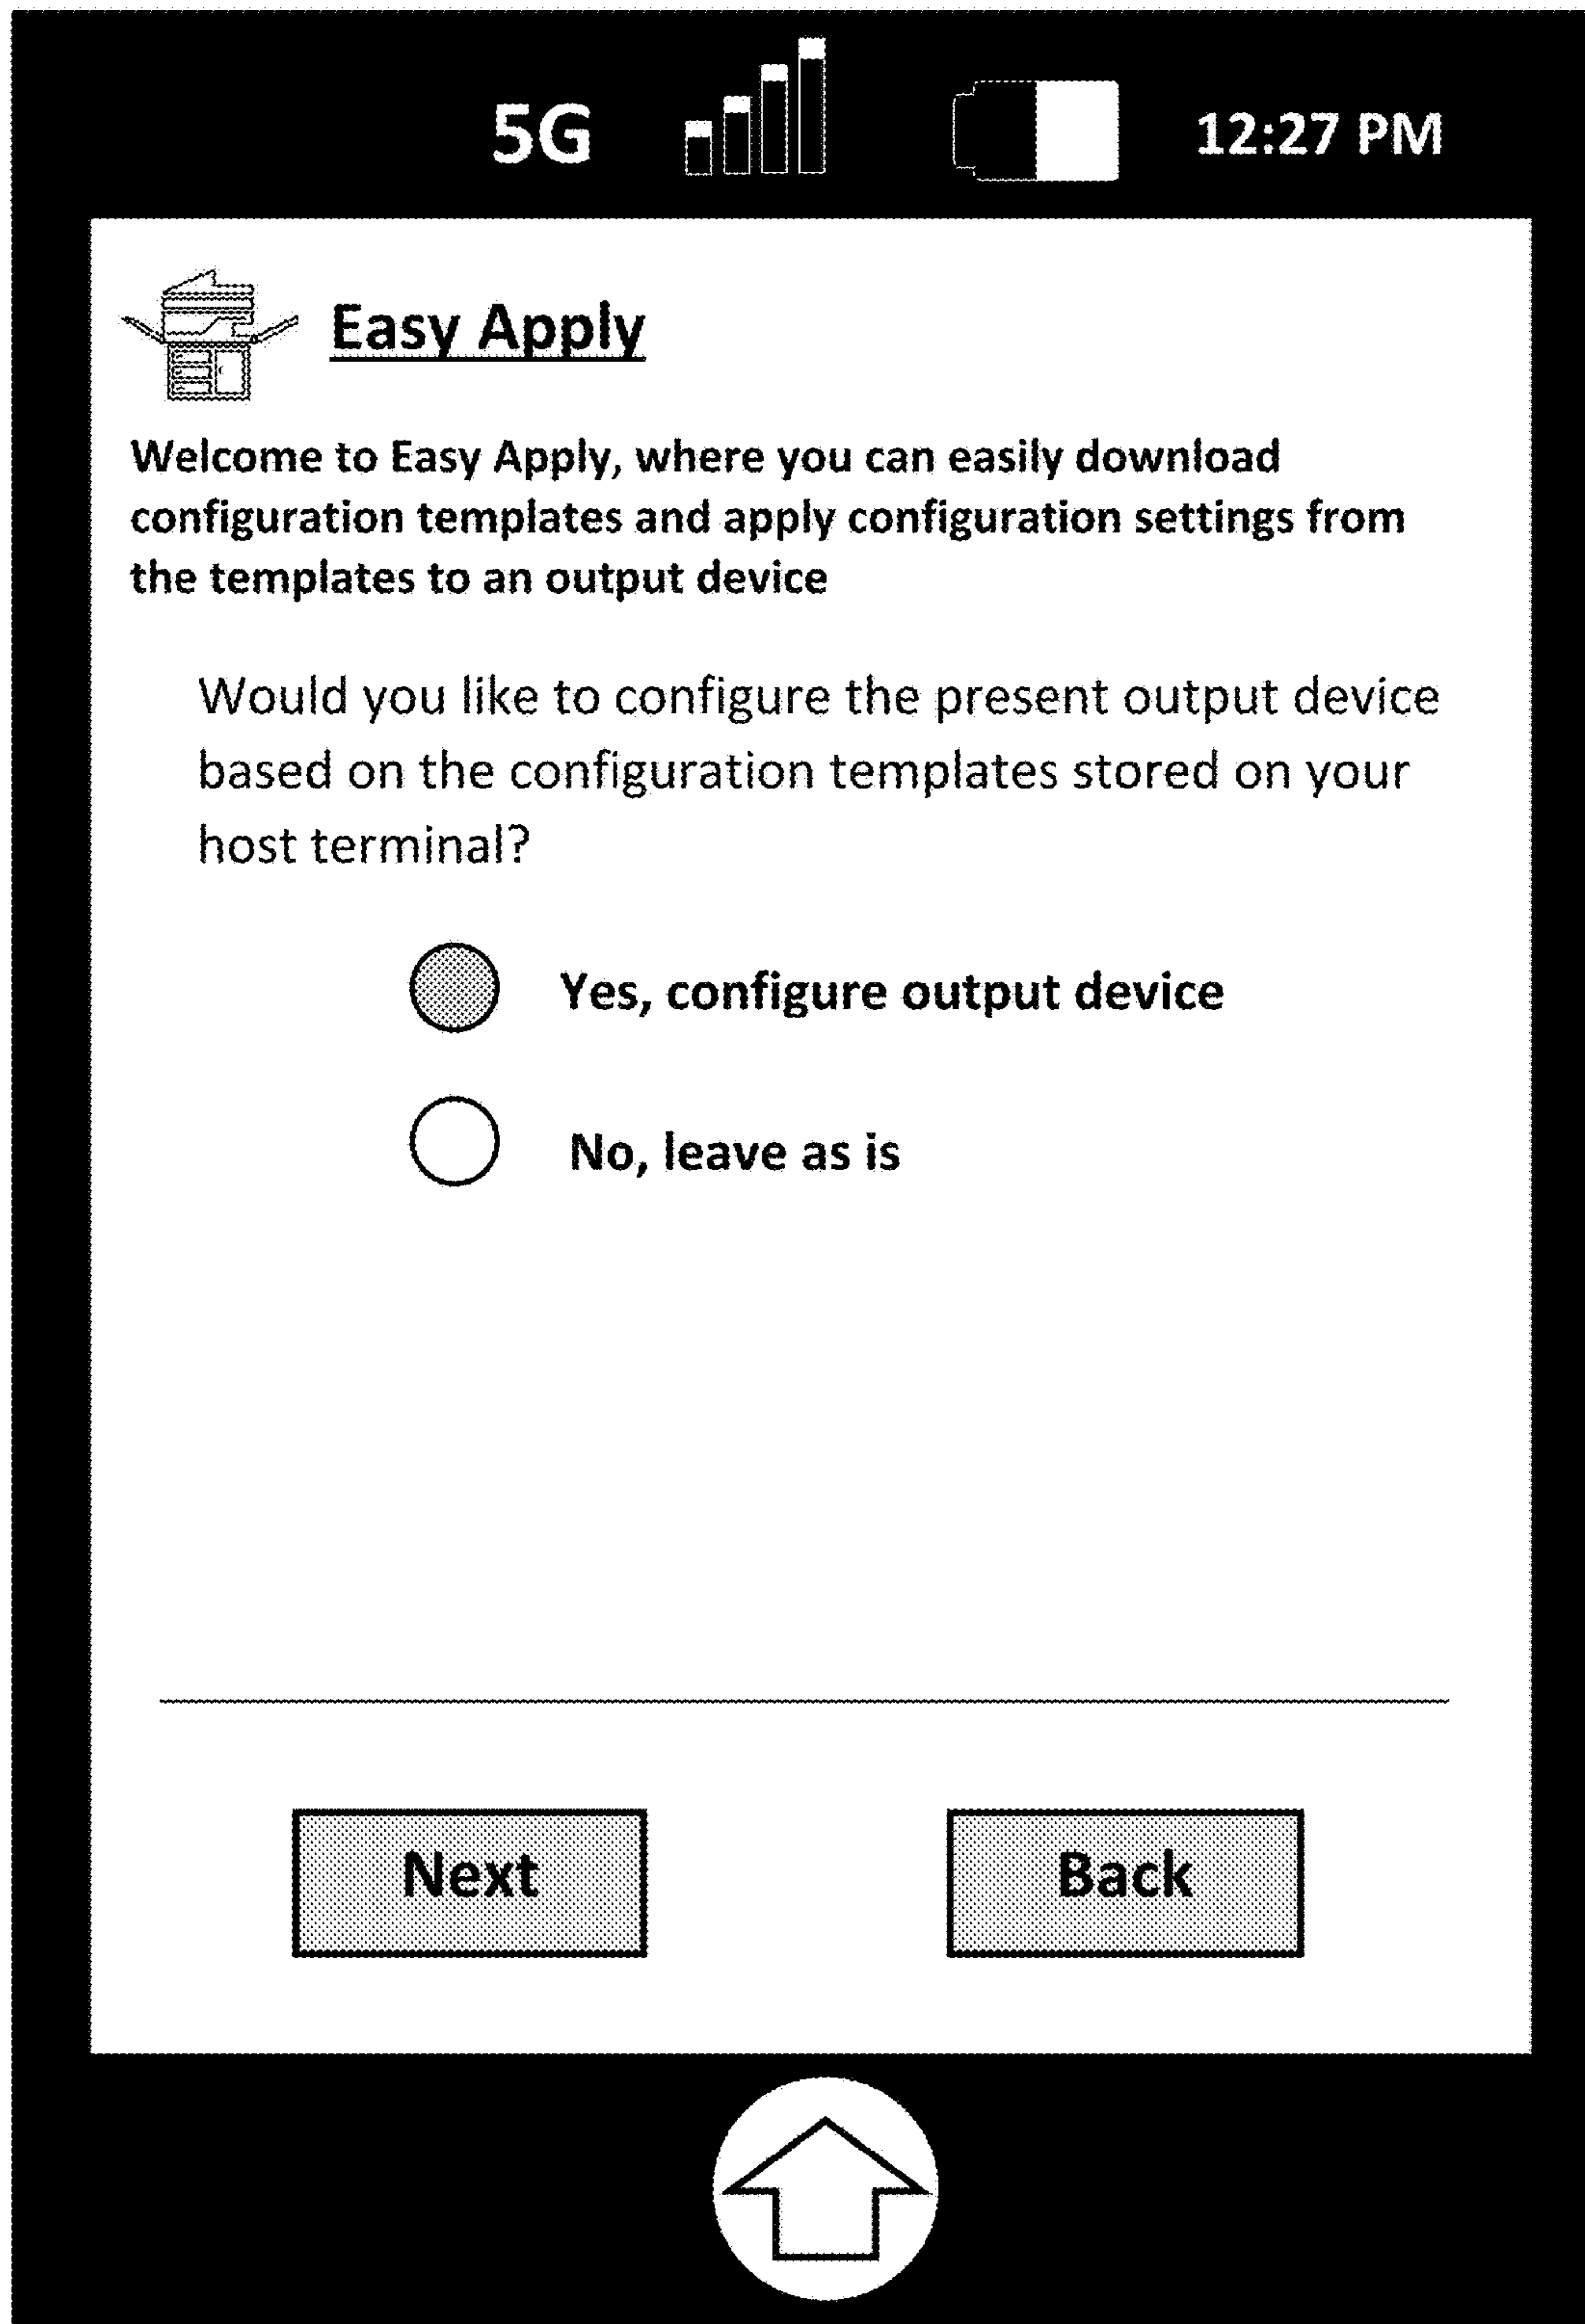 5G 12:27 PM
Easy Apply
Welcome to Easy Apply, where you can easily download
configuration templates and apply configuration settings from
the templates to an output device
Would you like to configure the present output device
based on the configuration templates stored on your
host terminal?
Yes, configure output device
No, leave as is
Next Back